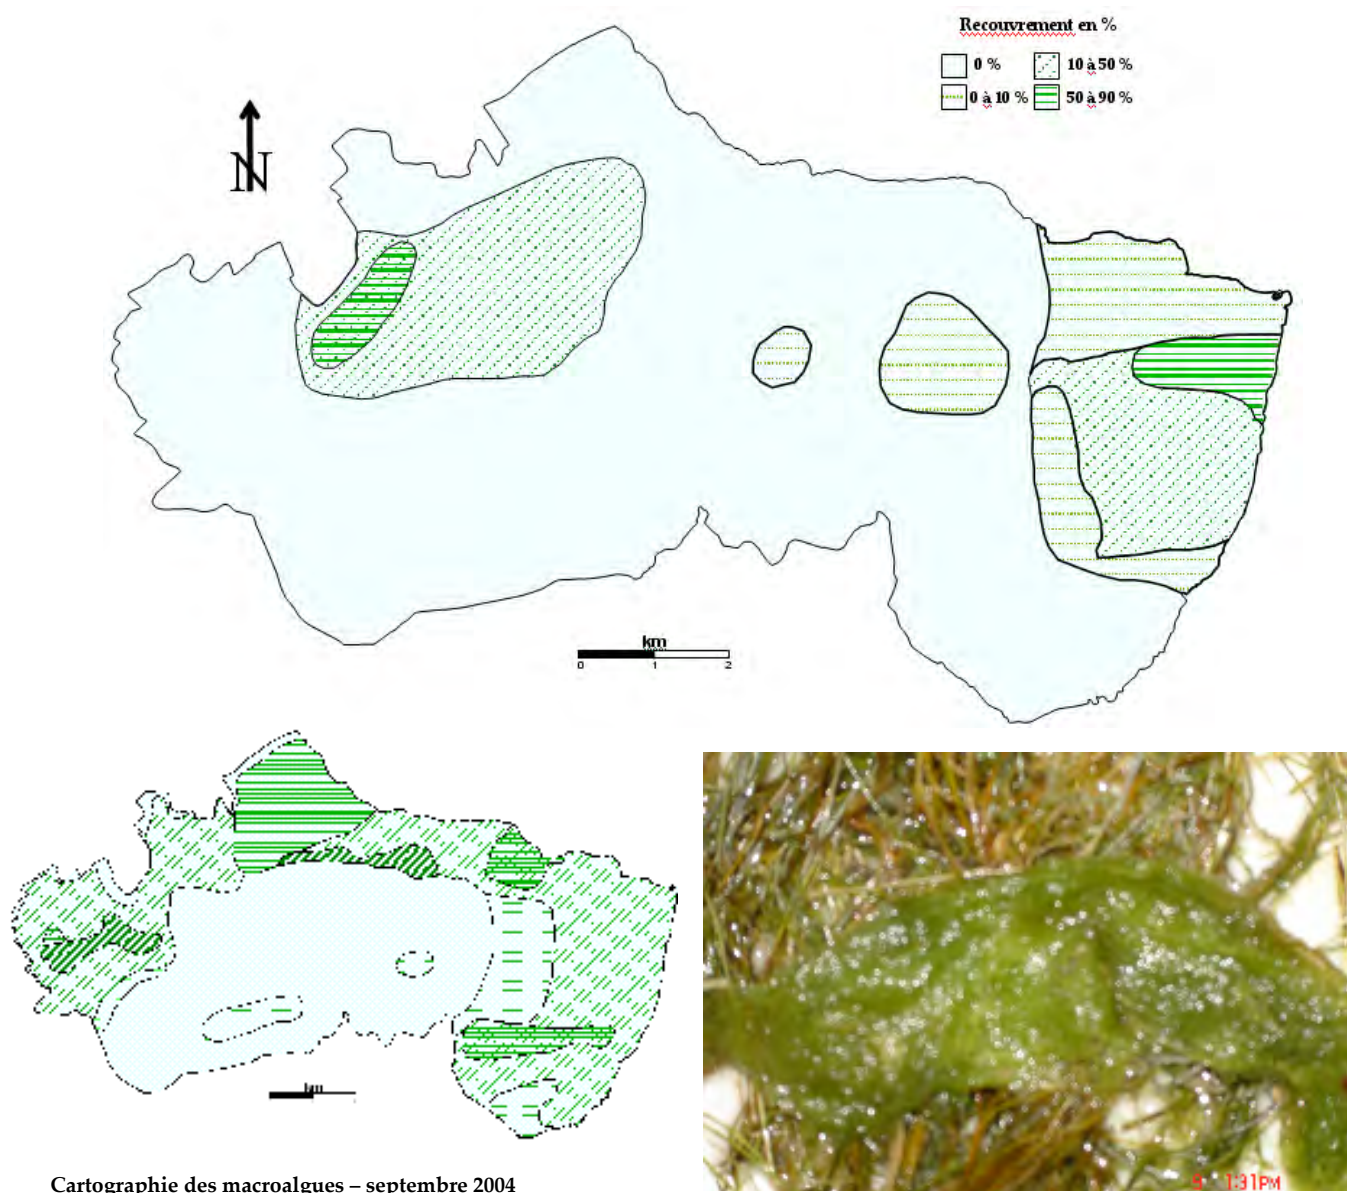 Recouvrement en %
0 % 10 à 50 %
0 à 10 % 50 à 90 %
N
km
0 1 2
km
Cartographie des macroalgues – septembre 2004
9 1:31PM